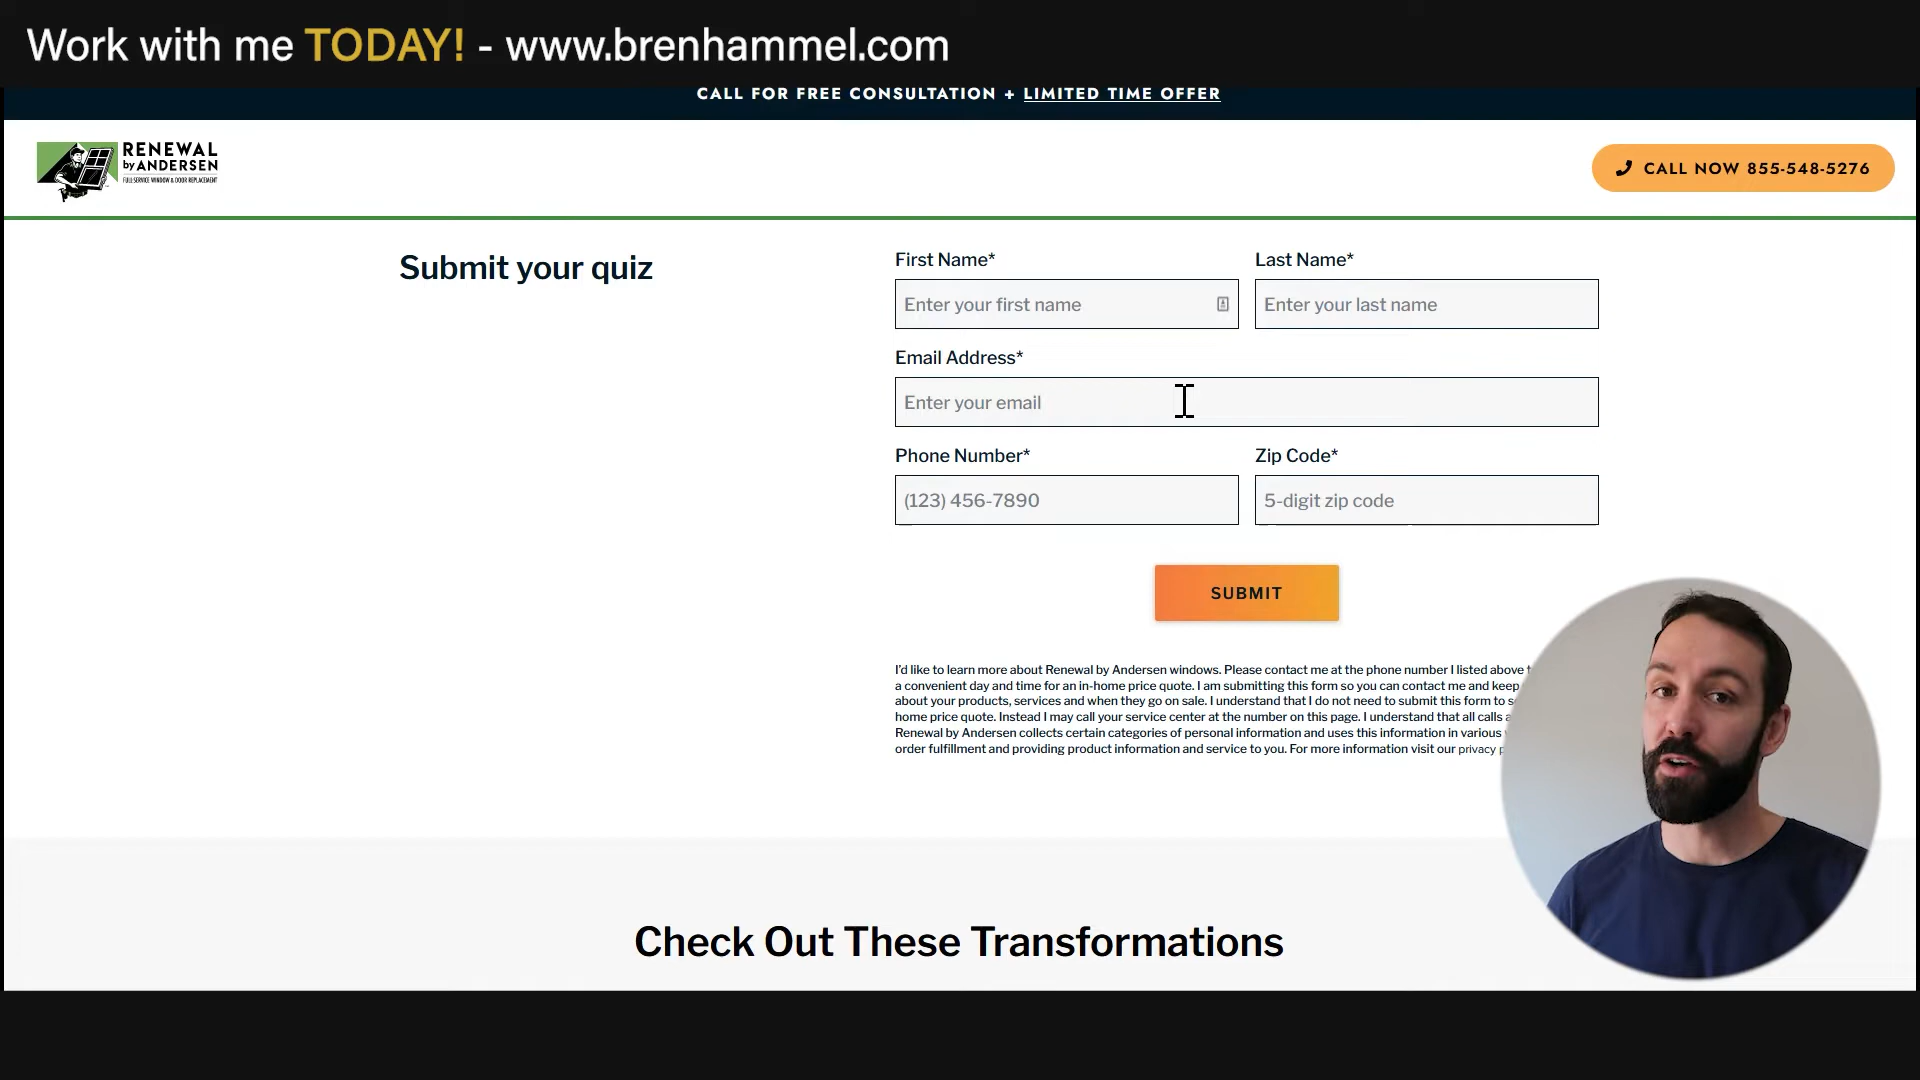 Work with me TODAY! - www.brenhammel.com
CALL FOR FREE CONSULTATION + LIMITED TIME OFFER
RENEWAL
by ANDERSEN
FULL-SERVICE WINDOW & DOOR REPLACEMENT
CALL NOW 855-548-5276
Submit your quiz
First Name*
Last Name*
Enter your first name
Enter your last name
Email Address*
Enter your email
Phone Number*
Zip Code*
(123) 456-7890
5-digit zip code
SUBMIT
I'd like to learn more about Renewal by Andersen windows. Please contact me at the phone number I listed above
a convenient day and time for an in-home price quote. I am submitting this form so you can contact me and keep
about your products, services and when they go on sale. I understand that I do not need to submit this form to
home price quote. Instead I may call your service center at the number on this page. I understand that all calls
Renewal by Andersen collects certain categories of personal information and uses this information in various
order fulfillment and providing product information and service to you. For more information visit our privacy
Check Out These Transformations